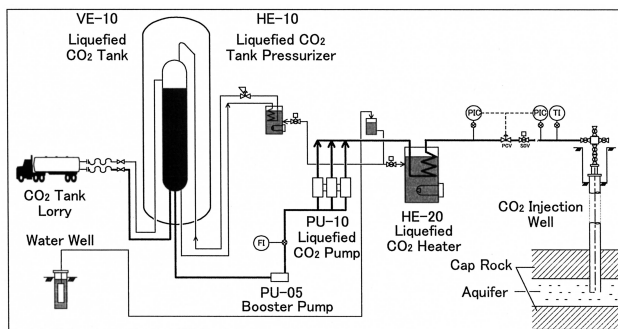 VE-10
Liquefied
CO₂ Tank
HE-10
Liquefied CO₂
Tank Pressurizer
PIC
PIC
TI
PCV
SDV
CO₂ Tank
Lorry
PU-10
Liquefied
CO₂ Pump
HE-20
Liquefied
CO₂ Heater
CO₂ Injection
Well
Water Well
FI
PU-05
Booster Pump
Cap Rock
Aquifer